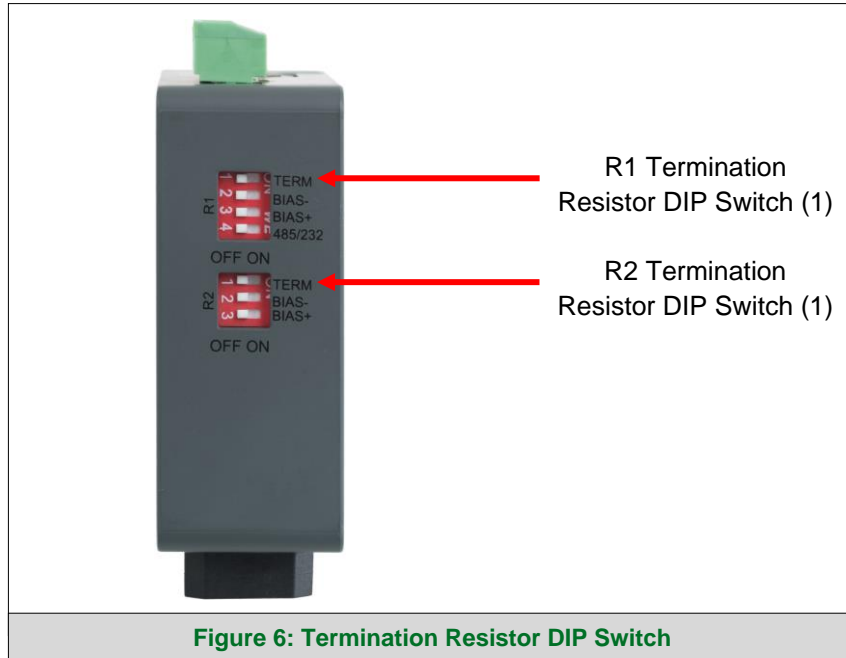 1 ON TERM
2 BIAS-
R1 3 BIAS+
4 485/232
OFF ON
1 ON TERM
2 BIAS-
R2 3 BIAS+
OFF ON
R1 Termination
Resistor DIP Switch (1)
R2 Termination
Resistor DIP Switch (1)
Figure 6: Termination Resistor DIP Switch